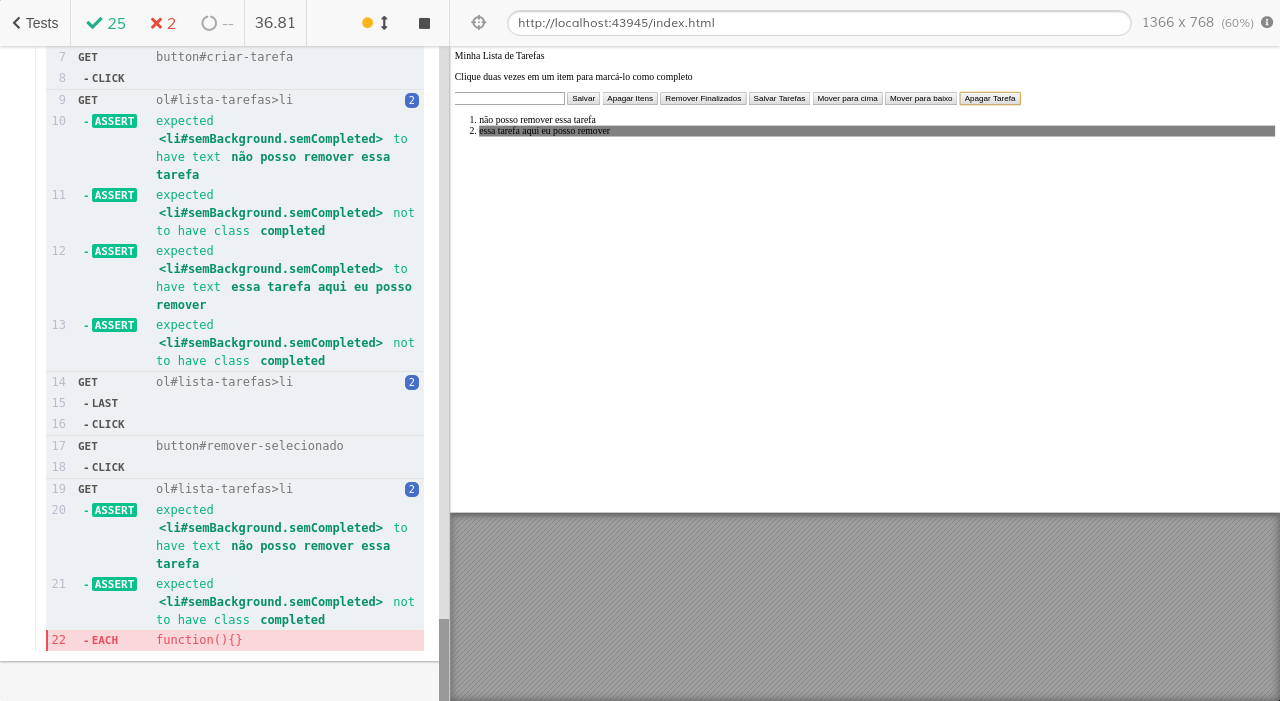 Tests
25
2
--
36.81
http://localhost:43945/index.html
1366 x 768 (60%)
7 GET button#criar-tarefa
8 -CLICK
9 GET ol#lista-tarefas>li 2
10 -ASSERT expected
<li#semBackground.semCompleted> to
have text não posso remover essa
tarefa
11 -ASSERT expected
<li#semBackground.semCompleted> not
to have class completed
12 -ASSERT expected
<li#semBackground.semCompleted> to
have text essa tarefa aqui eu posso
remover
13 -ASSERT expected
<li#semBackground.semCompleted> not
to have class completed
14 GET ol#lista-tarefas>li 2
15 -LAST
16 -CLICK
17 GET button#remover-selecionado
18 -CLICK
19 GET ol#lista-tarefas>li 2
20 -ASSERT expected
<li#semBackground.semCompleted> to
have text não posso remover essa
tarefa
21 -ASSERT expected
<li#semBackground.semCompleted> not
to have class completed
22 -EACH function(){}
Minha Lista de Tarefas
Clique duas vezes em um item para marcá-lo como completo
Salvar Apagar Itens Remover Finalizados Salvar Tarefas Mover para cima Mover para baixo Apagar Tarefa
1. não posso remover essa tarefa
2. essa tarefa aqui eu posso remover